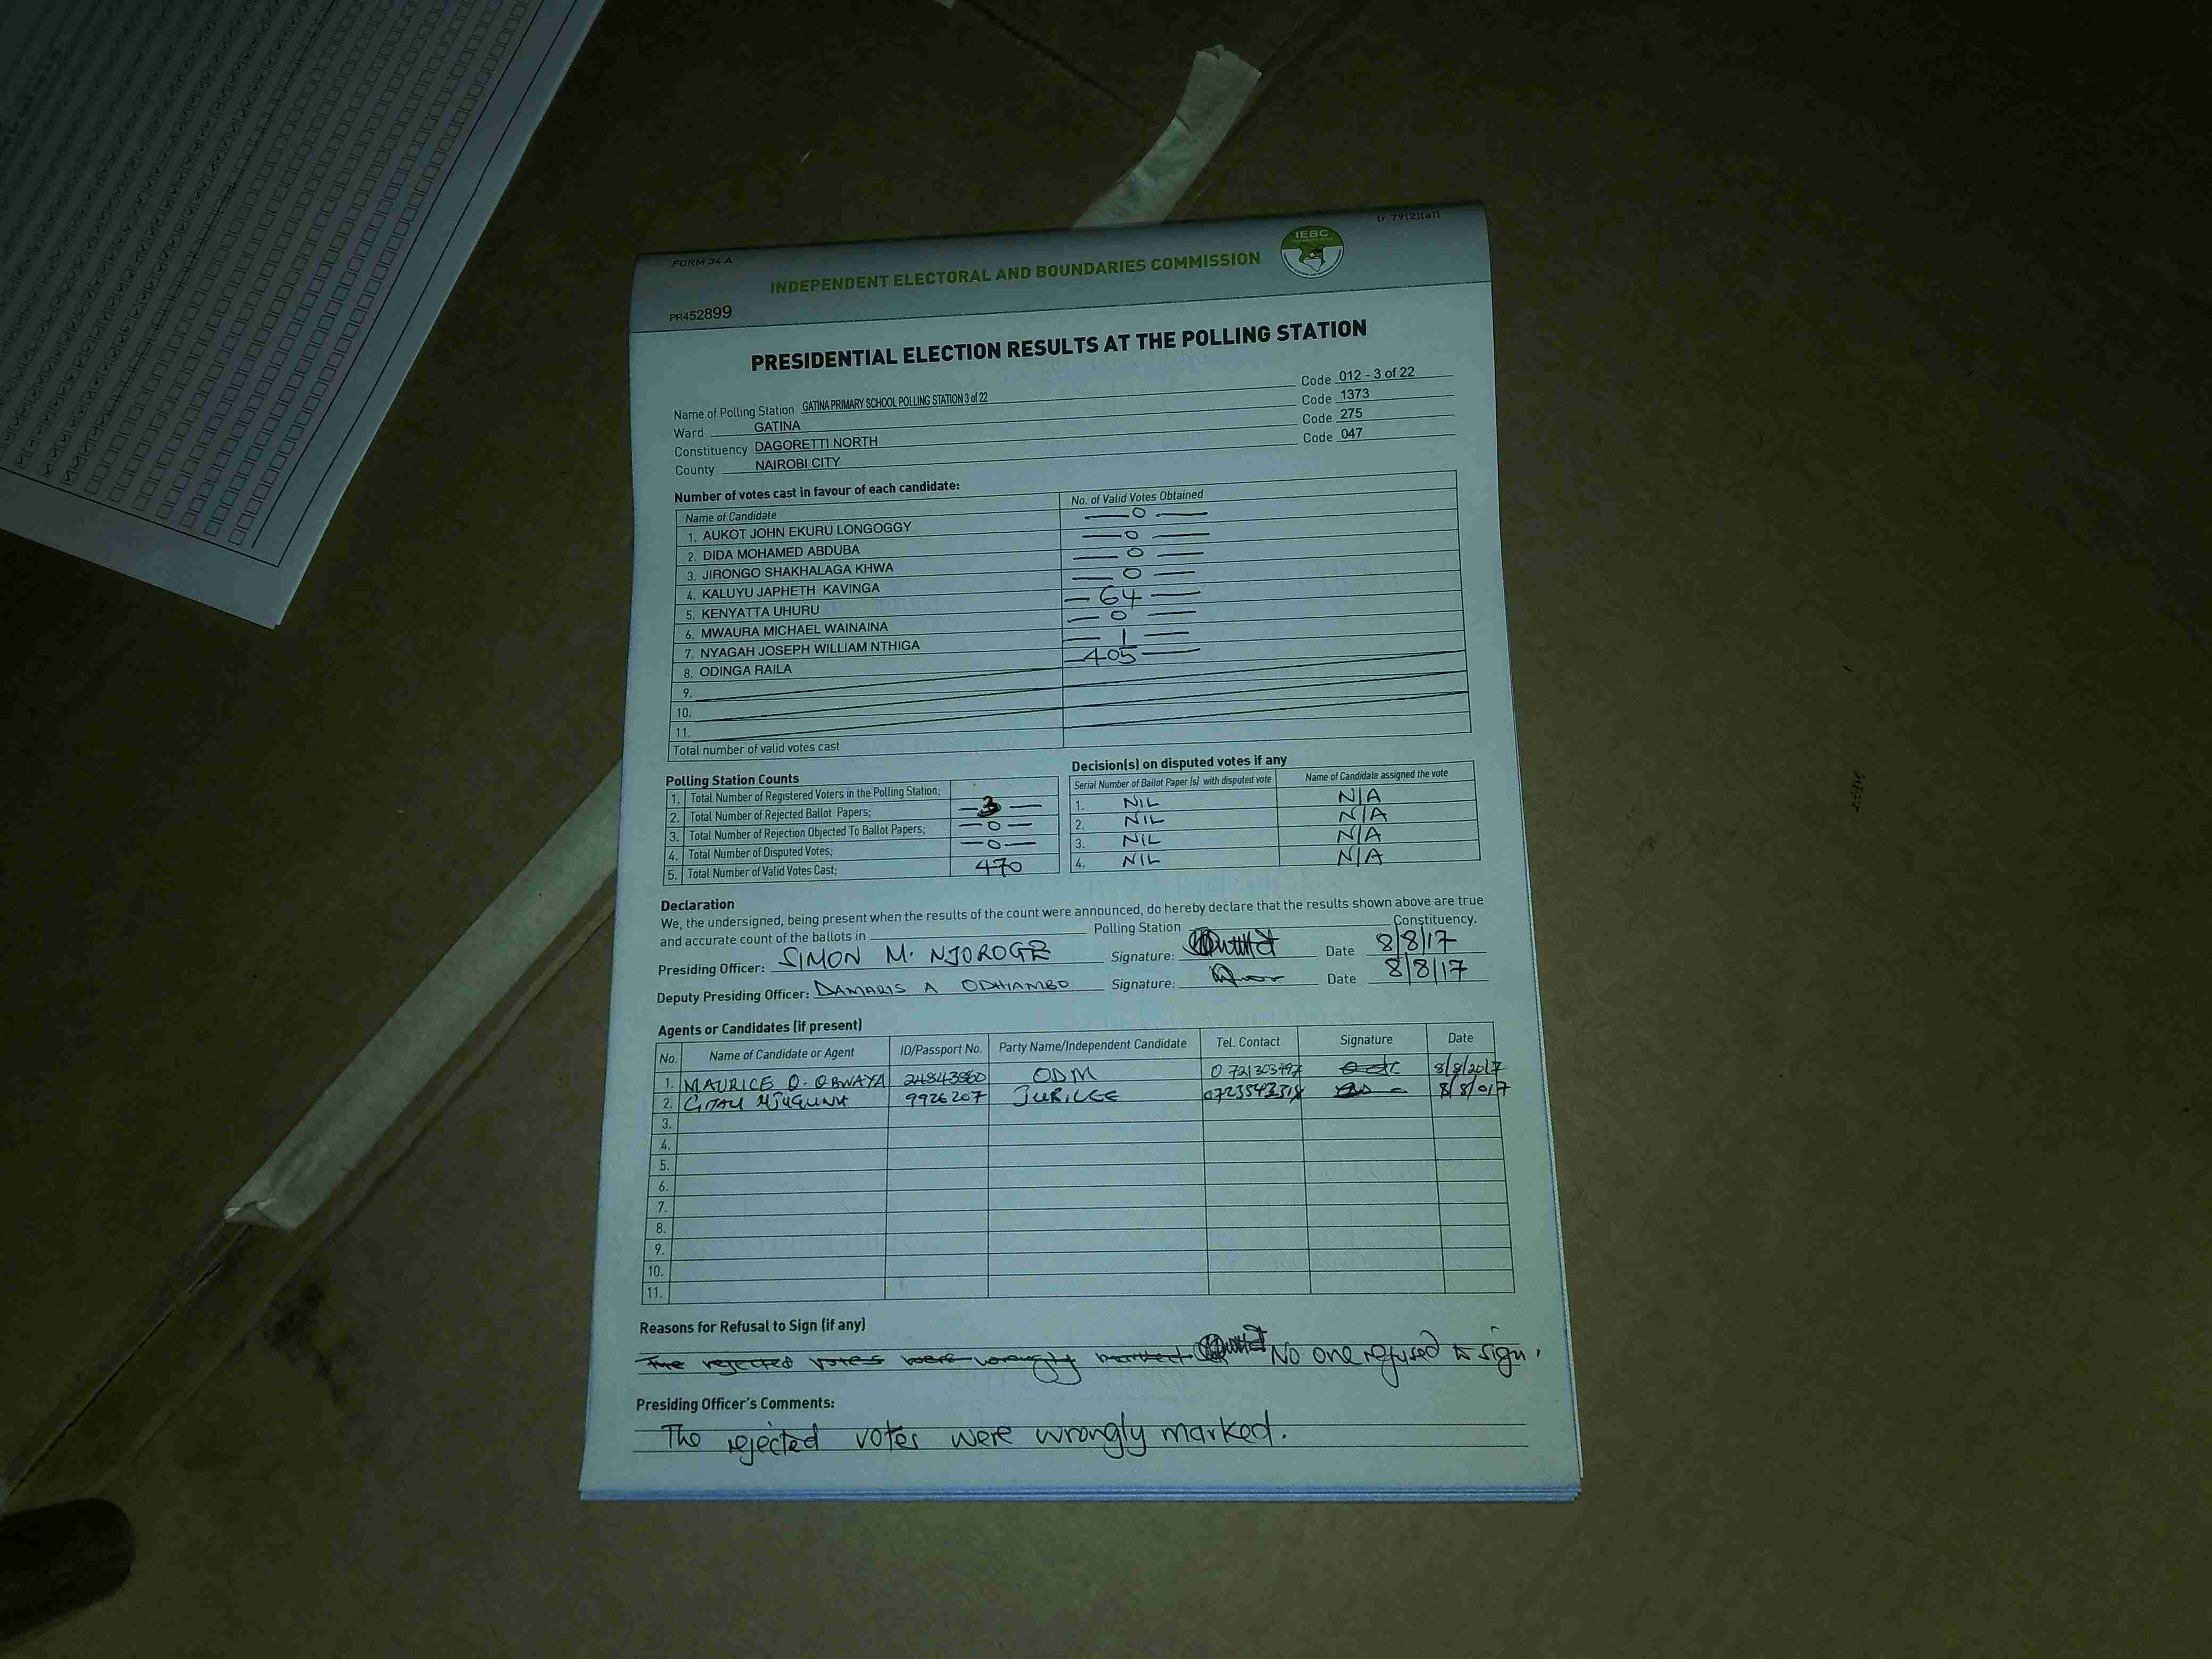 FORM 34 A
[r. 79(2)(a)]
INDEPENDENT ELECTORAL AND BOUNDARIES COMMISSION
IEBC
PR452899
PRESIDENTIAL ELECTION RESULTS AT THE POLLING STATION
Name of Polling Station GATINA PRIMARY SCHOOL POLLING STATION 3 of 22 Code 012 - 3 of 22
Ward GATINA Code 1373
Constituency DAGORETTI NORTH Code 275
County NAIROBI CITY Code 047
Number of votes cast in favour of each candidate:
Name of Candidate No. of Valid Votes Obtained
1. AUKOT JOHN EKURU LONGOGGY — 0 —
2. DIDA MOHAMED ABDUBA — 0 —
3. JIRONGO SHAKHALAGA KHWA — 0 —
4. KALUYU JAPHETH KAVINGA — 0 —
5. KENYATTA UHURU — 64 —
6. MWAURA MICHAEL WAINAINA — 0 —
7. NYAGAH JOSEPH WILLIAM NTHIGA — 1 —
8. ODINGA RAILA — 405 —
9.
10.
11.
Total number of valid votes cast
Polling Station Counts
1. Total Number of Registered Voters in the Polling Station;
2. Total Number of Rejected Ballot Papers; — 3 —
3. Total Number of Rejection Objected To Ballot Papers; — 0 —
4. Total Number of Disputed Votes; — 0 —
5. Total Number of Valid Votes Cast; 470
Decision(s) on disputed votes if any
Serial Number of Ballot Paper (s) with disputed vote Name of Candidate assigned the vote
1. NIL N/A
2. NIL N/A
3. NIL N/A
4. NIL N/A
Declaration
We, the undersigned, being present when the results of the count were announced, do hereby declare that the results shown above are true
and accurate count of the ballots in Polling Station Constituency.
Presiding Officer: SIMON M. NJOROGE Signature: Date 8/8/17
Deputy Presiding Officer: DAMARIS A ODHIAMBO Signature: Date 8/8/17
Agents or Candidates (if present)
No. Name of Candidate or Agent ID/Passport No. Party Name/Independent Candidate Tel. Contact Signature Date
1. MAURICE O. OBWAYA ODM 0721303497 8/8/2017
2. GITAU NJUGUNA 9926207 JUBILEE 8/8/017
3.
4.
5.
6.
7.
8.
9.
10.
11.
Reasons for Refusal to Sign (if any)
The rejected votes were wrongly marked No one refused to sign.
Presiding Officer's Comments:
The rejected votes were wrongly marked.